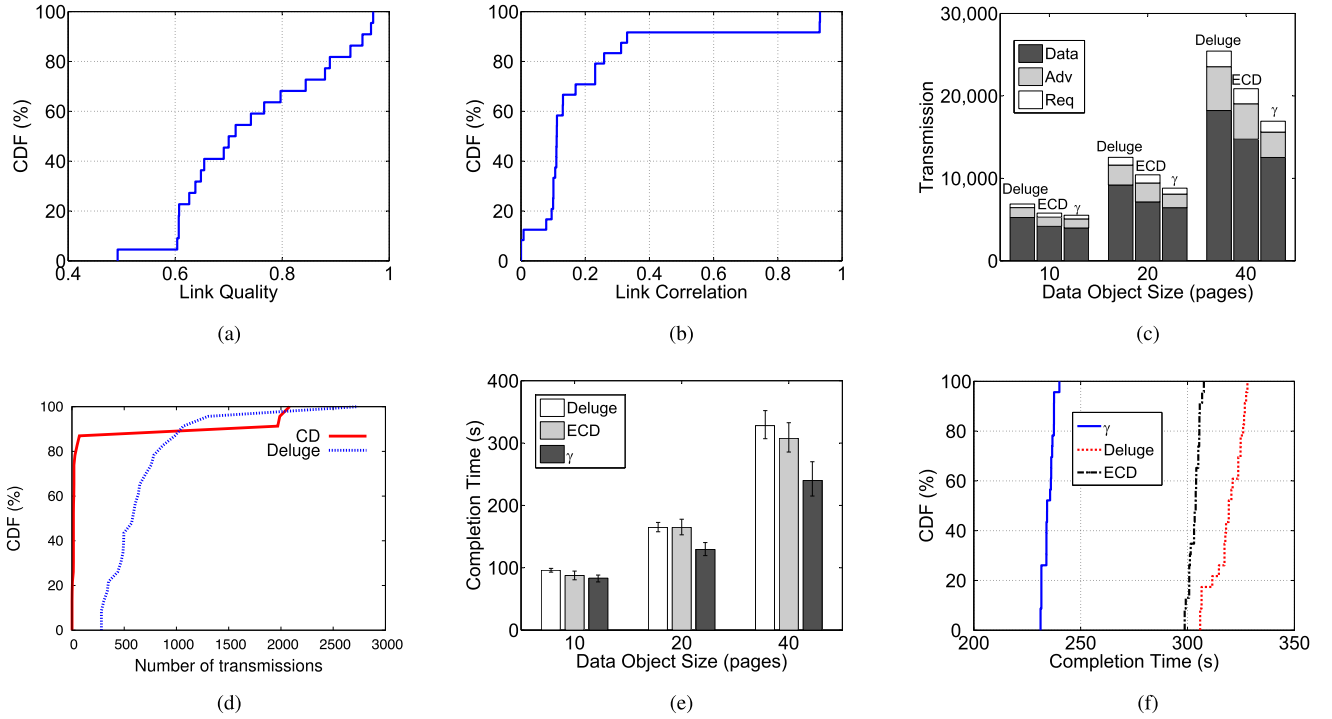 100
80
60
40
20
0
CDF (%)
0.4
0.6
0.8
1
Link Quality
(a)
100
80
60
40
20
0
CDF (%)
0
0.2
0.4
0.6
0.8
1
Link Correlation
(b)
30,000
20,000
10,000
0
Transmission
Data
Adv
Req
Deluge
ECD
γ
Deluge
ECD
γ
Deluge
ECD
γ
10
20
40
Data Object Size (pages)
(c)
100
80
60
40
20
0
CDF (%)
CD
Deluge
0
500
1000
1500
2000
2500
3000
Number of transmissions
(d)
400
300
200
100
0
Completion Time (s)
Deluge
ECD
γ
10
20
40
Data Object Size (pages)
(e)
100
80
60
40
20
0
CDF (%)
γ
Deluge
ECD
200
250
300
350
Completion Time (s)
(f)